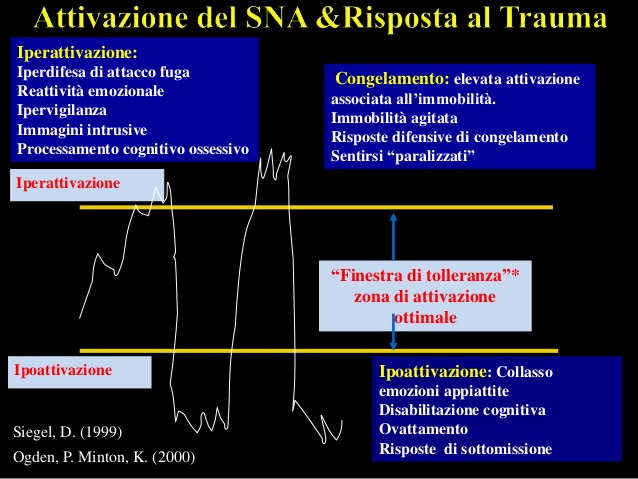 Attivazione del SNA &Risposta al Trauma
Iperattivazione:
Iperdifesa di attacco fuga
Reattività emozionale
Ipervigilanza
Immagini intrusive
Processamento cognitivo ossessivo
Congelamento: elevata attivazione
associata all’immobilità.
Immobilità agitata
Risposte difensive di congelamento
Sentirsi “paralizzati”
Iperattivazione
“Finestra di tolleranza”*
zona di attivazione
ottimale
Ipoattivazione
Ipoattivazione: Collasso
emozioni appiattite
Disabilitazione cognitiva
Ovattamento
Risposte di sottomissione
Siegel, D. (1999)
Ogden, P. Minton, K. (2000)